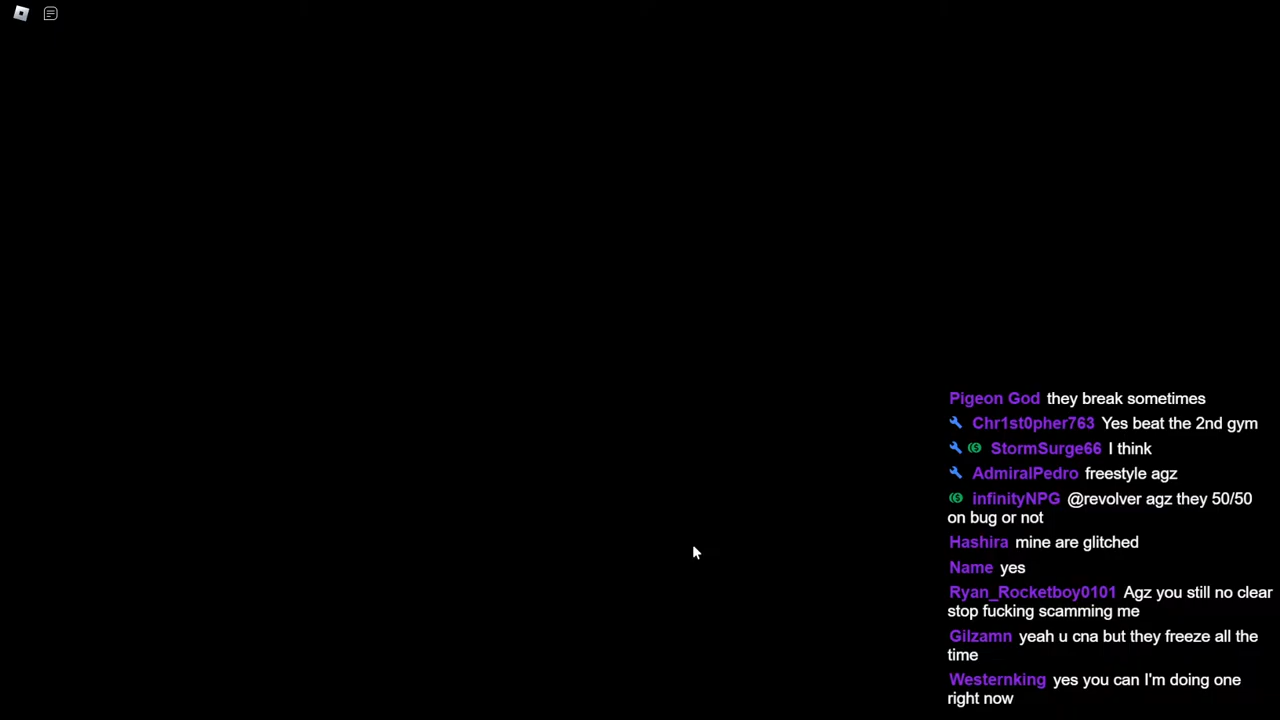 Pigeon God they break sometimes
Chr1st0pher763 Yes beat the 2nd gym
StormSurge66 I think
AdmiralPedro freestyle agz
infinityNPG @revolver agz they 50/50
on bug or not
Hashira mine are glitched
Name yes
Ryan_Rocketboy0101 Agz you still no clear
stop fucking scamming me
Gilzamn yeah u cna but they freeze all the
time
Westernking yes you can I'm doing one
right now